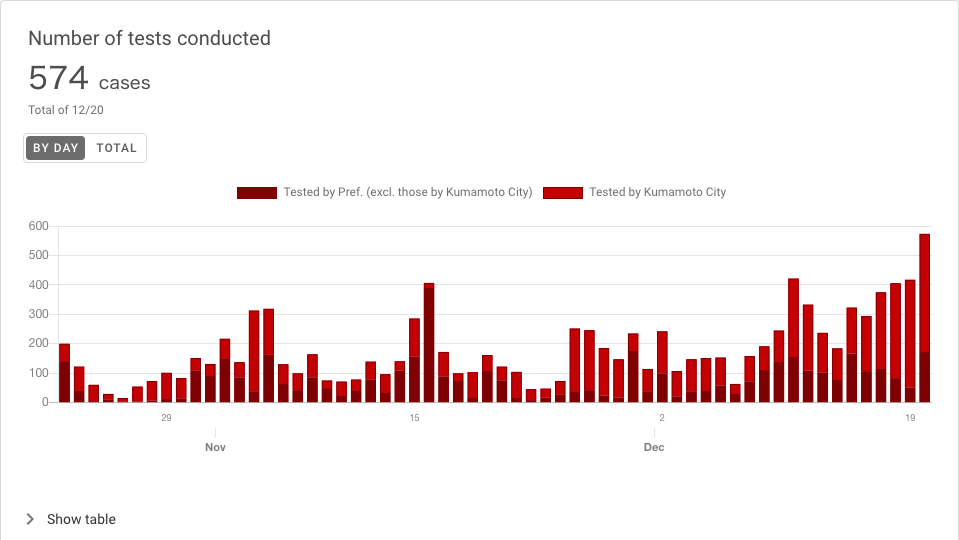 Number of tests conducted
574 cases
Total of 12/20
BY DAY TOTAL
Tested by Pref. (excl. those by Kumamoto City) Tested by Kumamoto City
600
500
400
300
200
100
0
29 15 2 19
Nov Dec
Show table